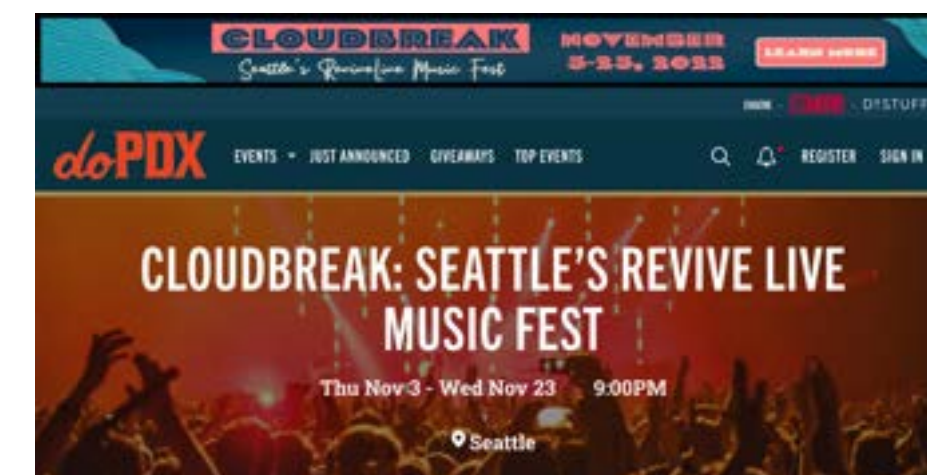 CLOUDBREAK
Seattle's Revive Live Music Fest
NOVEMBER
3-23, 2022
LEARN MORE
DOSTUFF
doPDX
EVENTS
JUST ANNOUNCED
GIVEAWAYS
TOP EVENTS
REGISTER
SIGN IN
CLOUDBREAK: SEATTLE'S REVIVE LIVE
MUSIC FEST
Thu Nov 3 - Wed Nov 23 9:00PM
Seattle